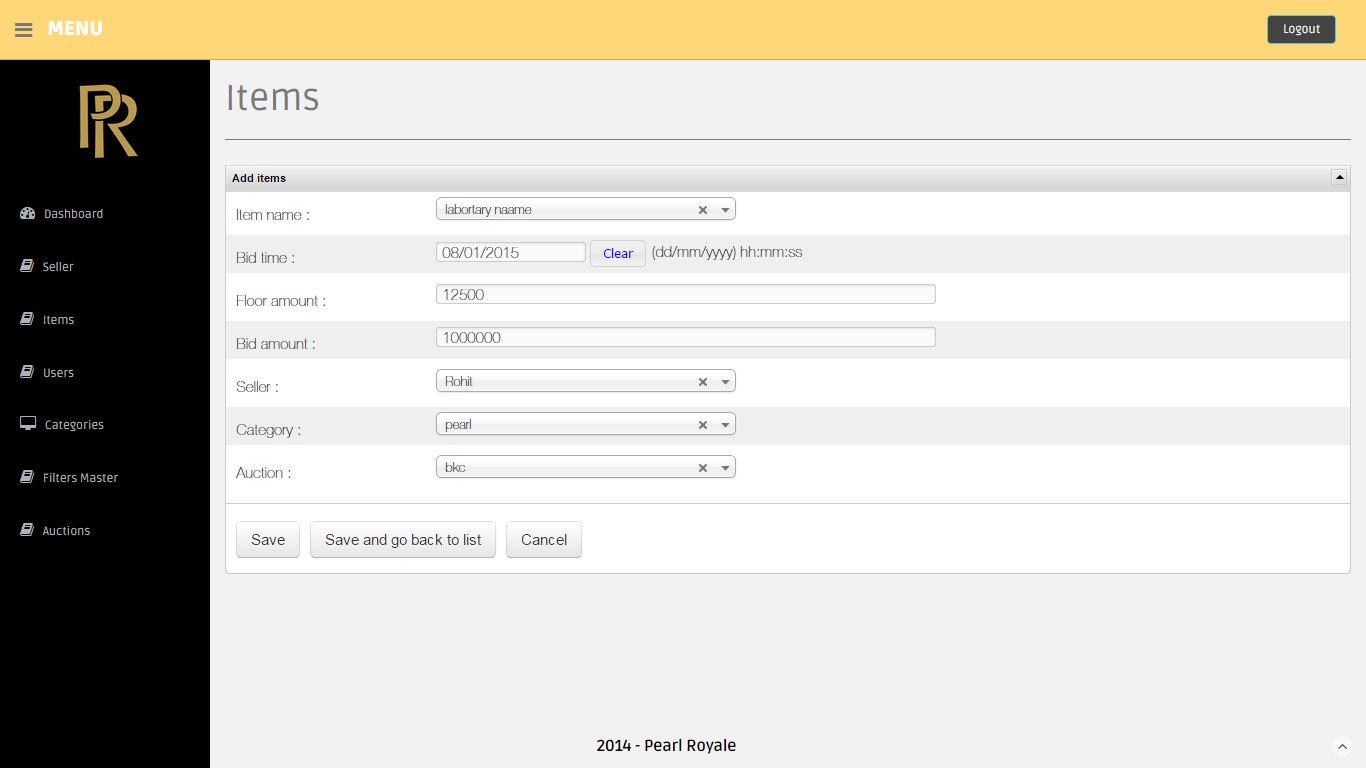 MENU
Logout
PR
Dashboard
Seller
Items
Users
Categories
Filters Master
Auctions
Items
Add items
Item name :
labortary naame
Bid time :
08/01/2015 Clear (dd/mm/yyyy) hh:mm:ss
Floor amount :
12500
Bid amount :
1000000
Seller :
Rohit
Category :
pearl
Auction :
bkc
Save Save and go back to list Cancel
2014 - Pearl Royale